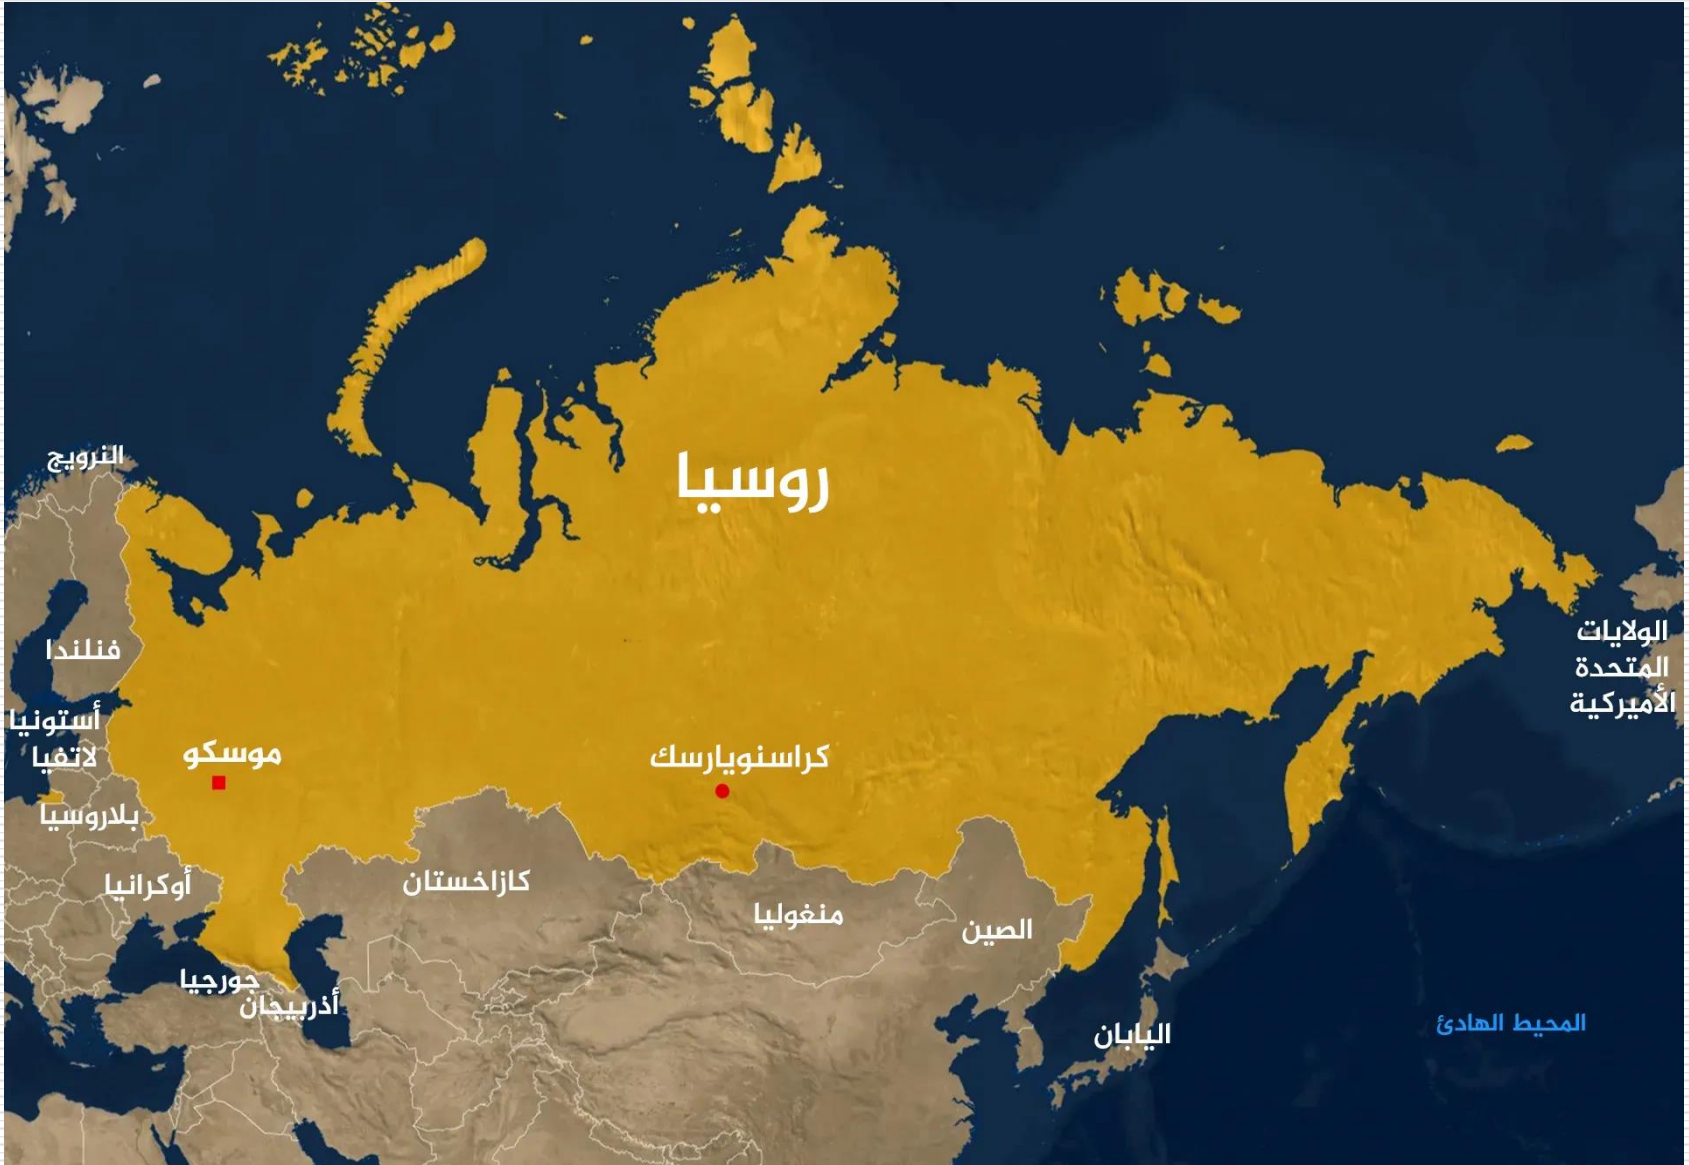 النرويج
روسيا
فنلندا
الولايات
المتحدة
الأميركية
أستونيا
لاتفيا
موسكو
كراسنويارسك
بلاروسيا
أوكرانيا
كازاخستان
منغوليا
الصين
جورجيا
أذربيجان
اليابان
المحيط الهادئ